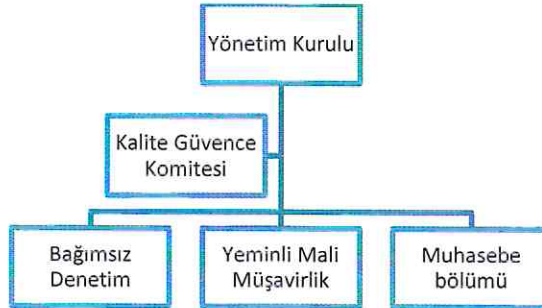 Yönetim Kurulu
Kalite Güvence
Komitesi
Bağımsız
Denetim
Yeminli Mali
Müşavirlik
Muhasebe
bölümü